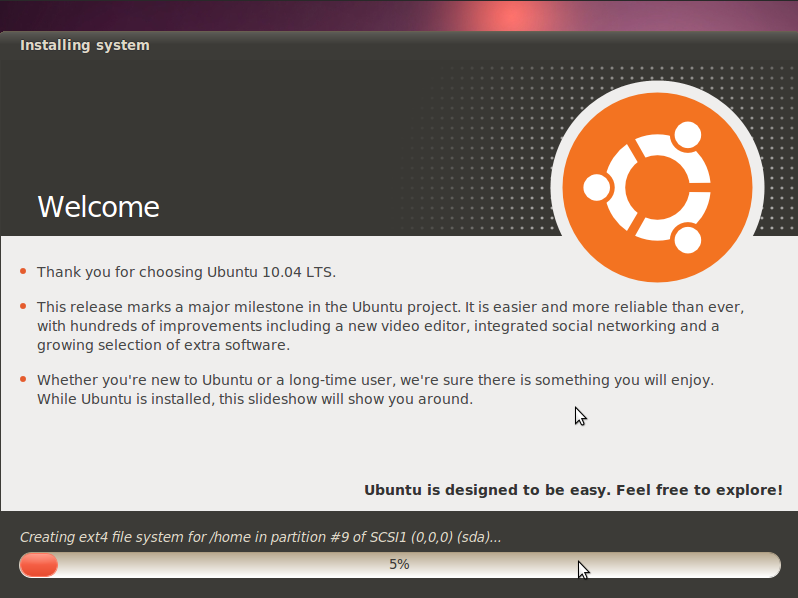 Installing system
Welcome
Thank you for choosing Ubuntu 10.04 LTS.
This release marks a major milestone in the Ubuntu project. It is easier and more reliable than ever,
with hundreds of improvements including a new video editor, integrated social networking and a
growing selection of extra software.
Whether you're new to Ubuntu or a long-time user, we're sure there is something you will enjoy.
While Ubuntu is installed, this slideshow will show you around.
Ubuntu is designed to be easy. Feel free to explore!
Creating ext4 file system for /home in partition #9 of SCSI1 (0,0,0) (sda)...
5%